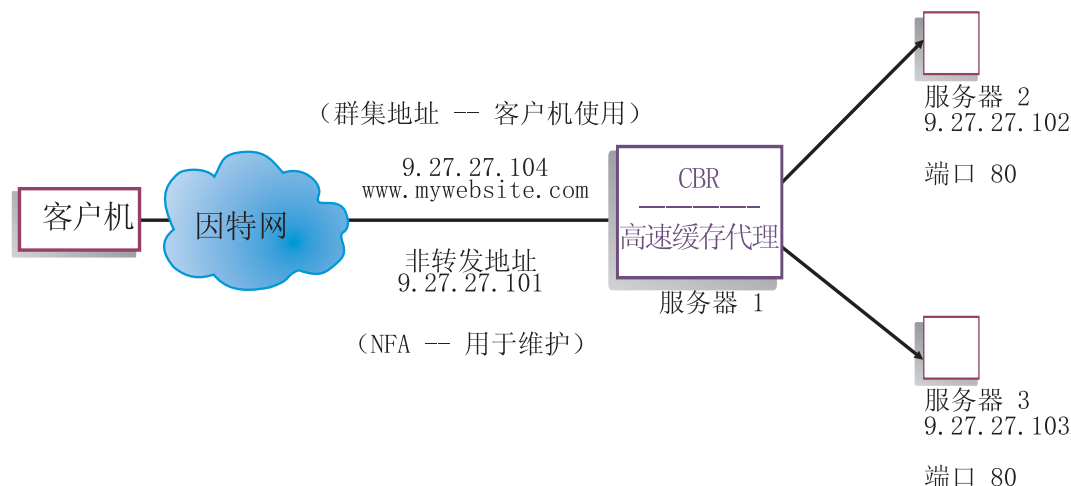 （群集地址 -- 客户机使用）
9.27.27.104
www.mywebsite.com
客户机
因特网
非转发地址
9.27.27.101
（NFA -- 用于维护）
CBR
高速缓存代理
服务器 1
服务器 2
9.27.27.102
端口 80
服务器 3
9.27.27.103
端口 80